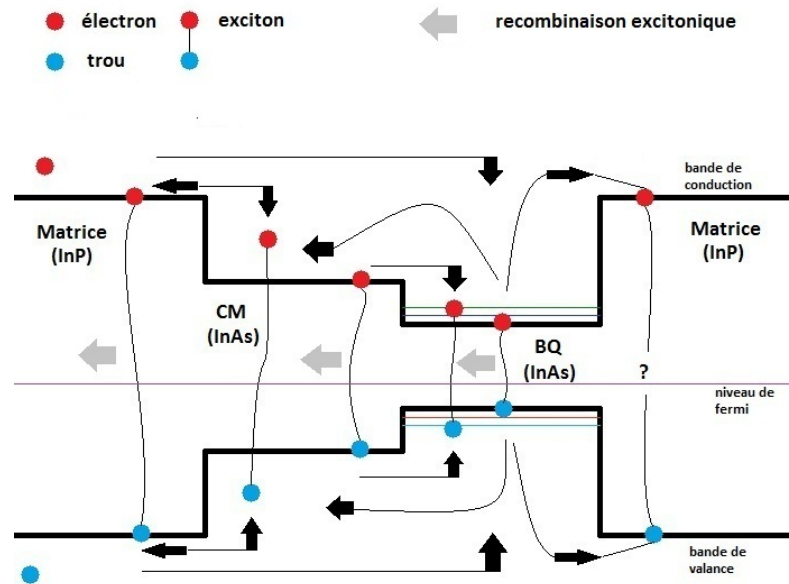 électron
exciton
recombinaison excitonique
trou
bande de
conduction
Matrice
(InP)
Matrice
(InP)
CM
(InAs)
BQ
(InAs)
?
niveau de
fermi
bande de
valance